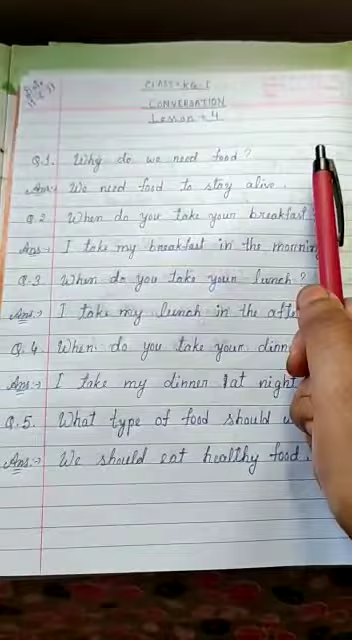 CLASS - KG-I
CONVERSATION
Lesson - 4
Q.1. Why do we need food?
Ans:- We need food to stay alive.
Q.2 When do you take your breakfast
Ans:- I take my breakfast in the morning
Q.3 When do you take your lunch?
Ans:- I take my lunch in the afte
Q.4. When do you take your dinn
Ans:- I take my dinner at night
Q.5. What type of food should
Ans:- We should eat healthy food.